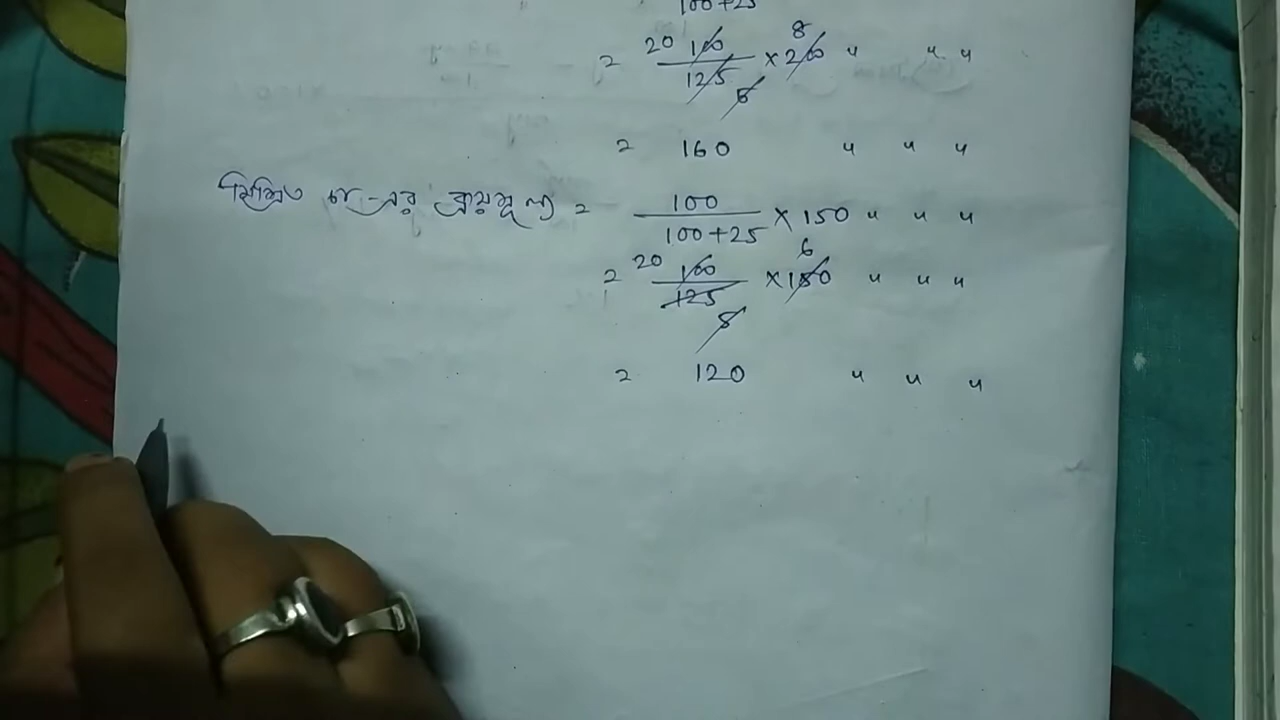 100+25
= 20 100/125 5 × 200 8 " " "
= 160 " " "
মিশ্রিত চা-এর ক্রয়মূল্য = 100/100+25 × 150 " " "
= 20 100/125 5 × 150 6 " " "
= 120 " " "